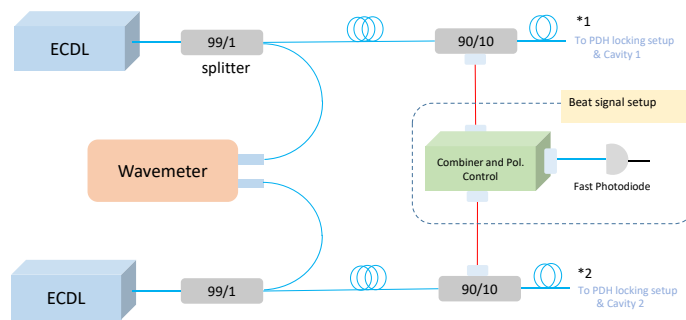 ECDL
99/1
splitter
90/10
*1
To PDH locking setup
& Cavity 1
Beat signal setup
Wavemeter
Combiner and Pol.
Control
Fast Photodiode
ECDL
99/1
90/10
*2
To PDH locking setup
& Cavity 2